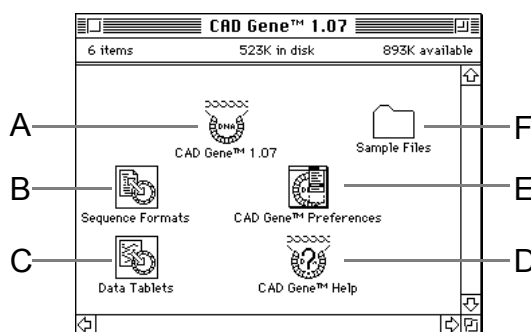 CAD Gene™ 1.07
6 items 523K in disk 893K available
A
DNA
CAD Gene™ 1.07
Sample Files
F
B
Sequence Formats
CAD Gene™ Preferences
E
C
Data Tablets
?
CAD Gene™ Help
D